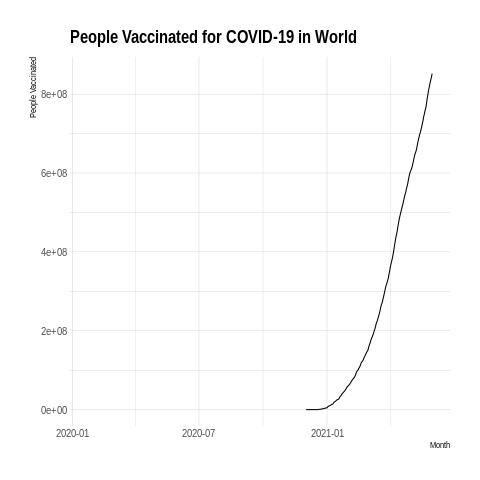 People Vaccinated for COVID-19 in World
People Vaccinated
8e+08
6e+08
4e+08
2e+08
0e+00
2020-01 2020-07 2021-01
Month